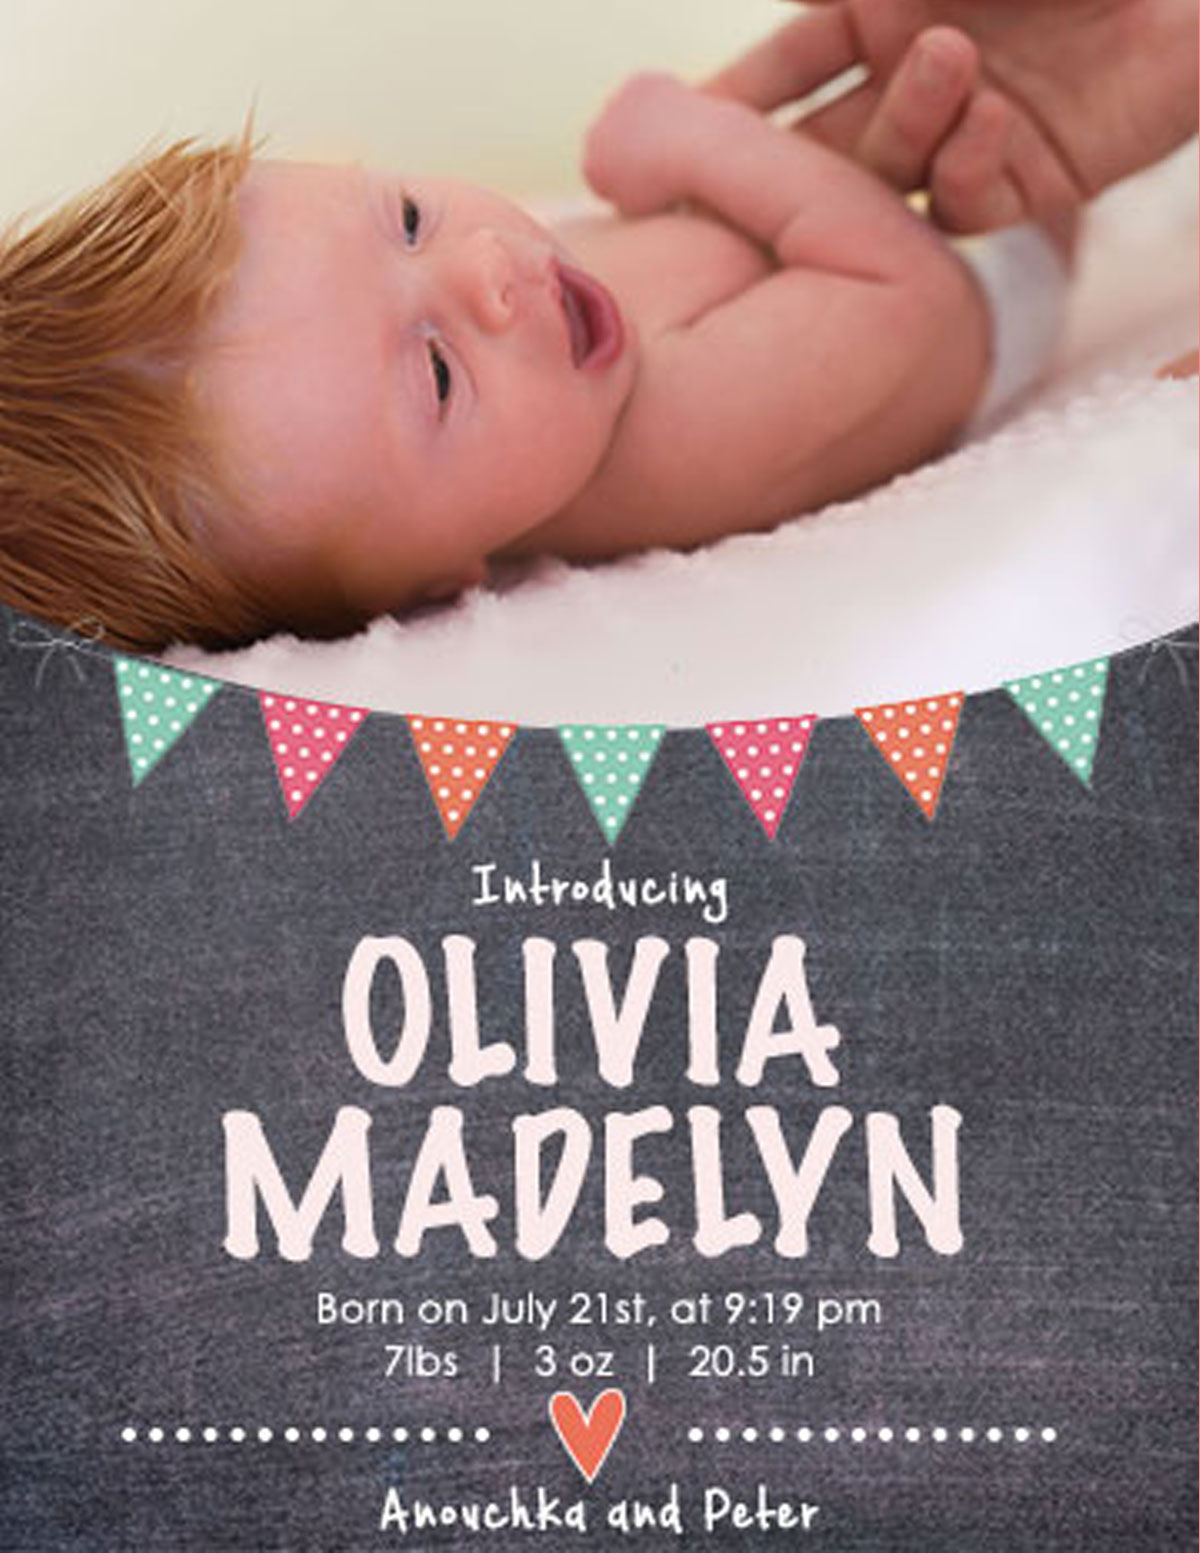 Introducing
OLIVIA
MADELYN
Born on July 21st, at 9:19 pm
7lbs | 3 oz | 20.5 in
Anouchka and Peter